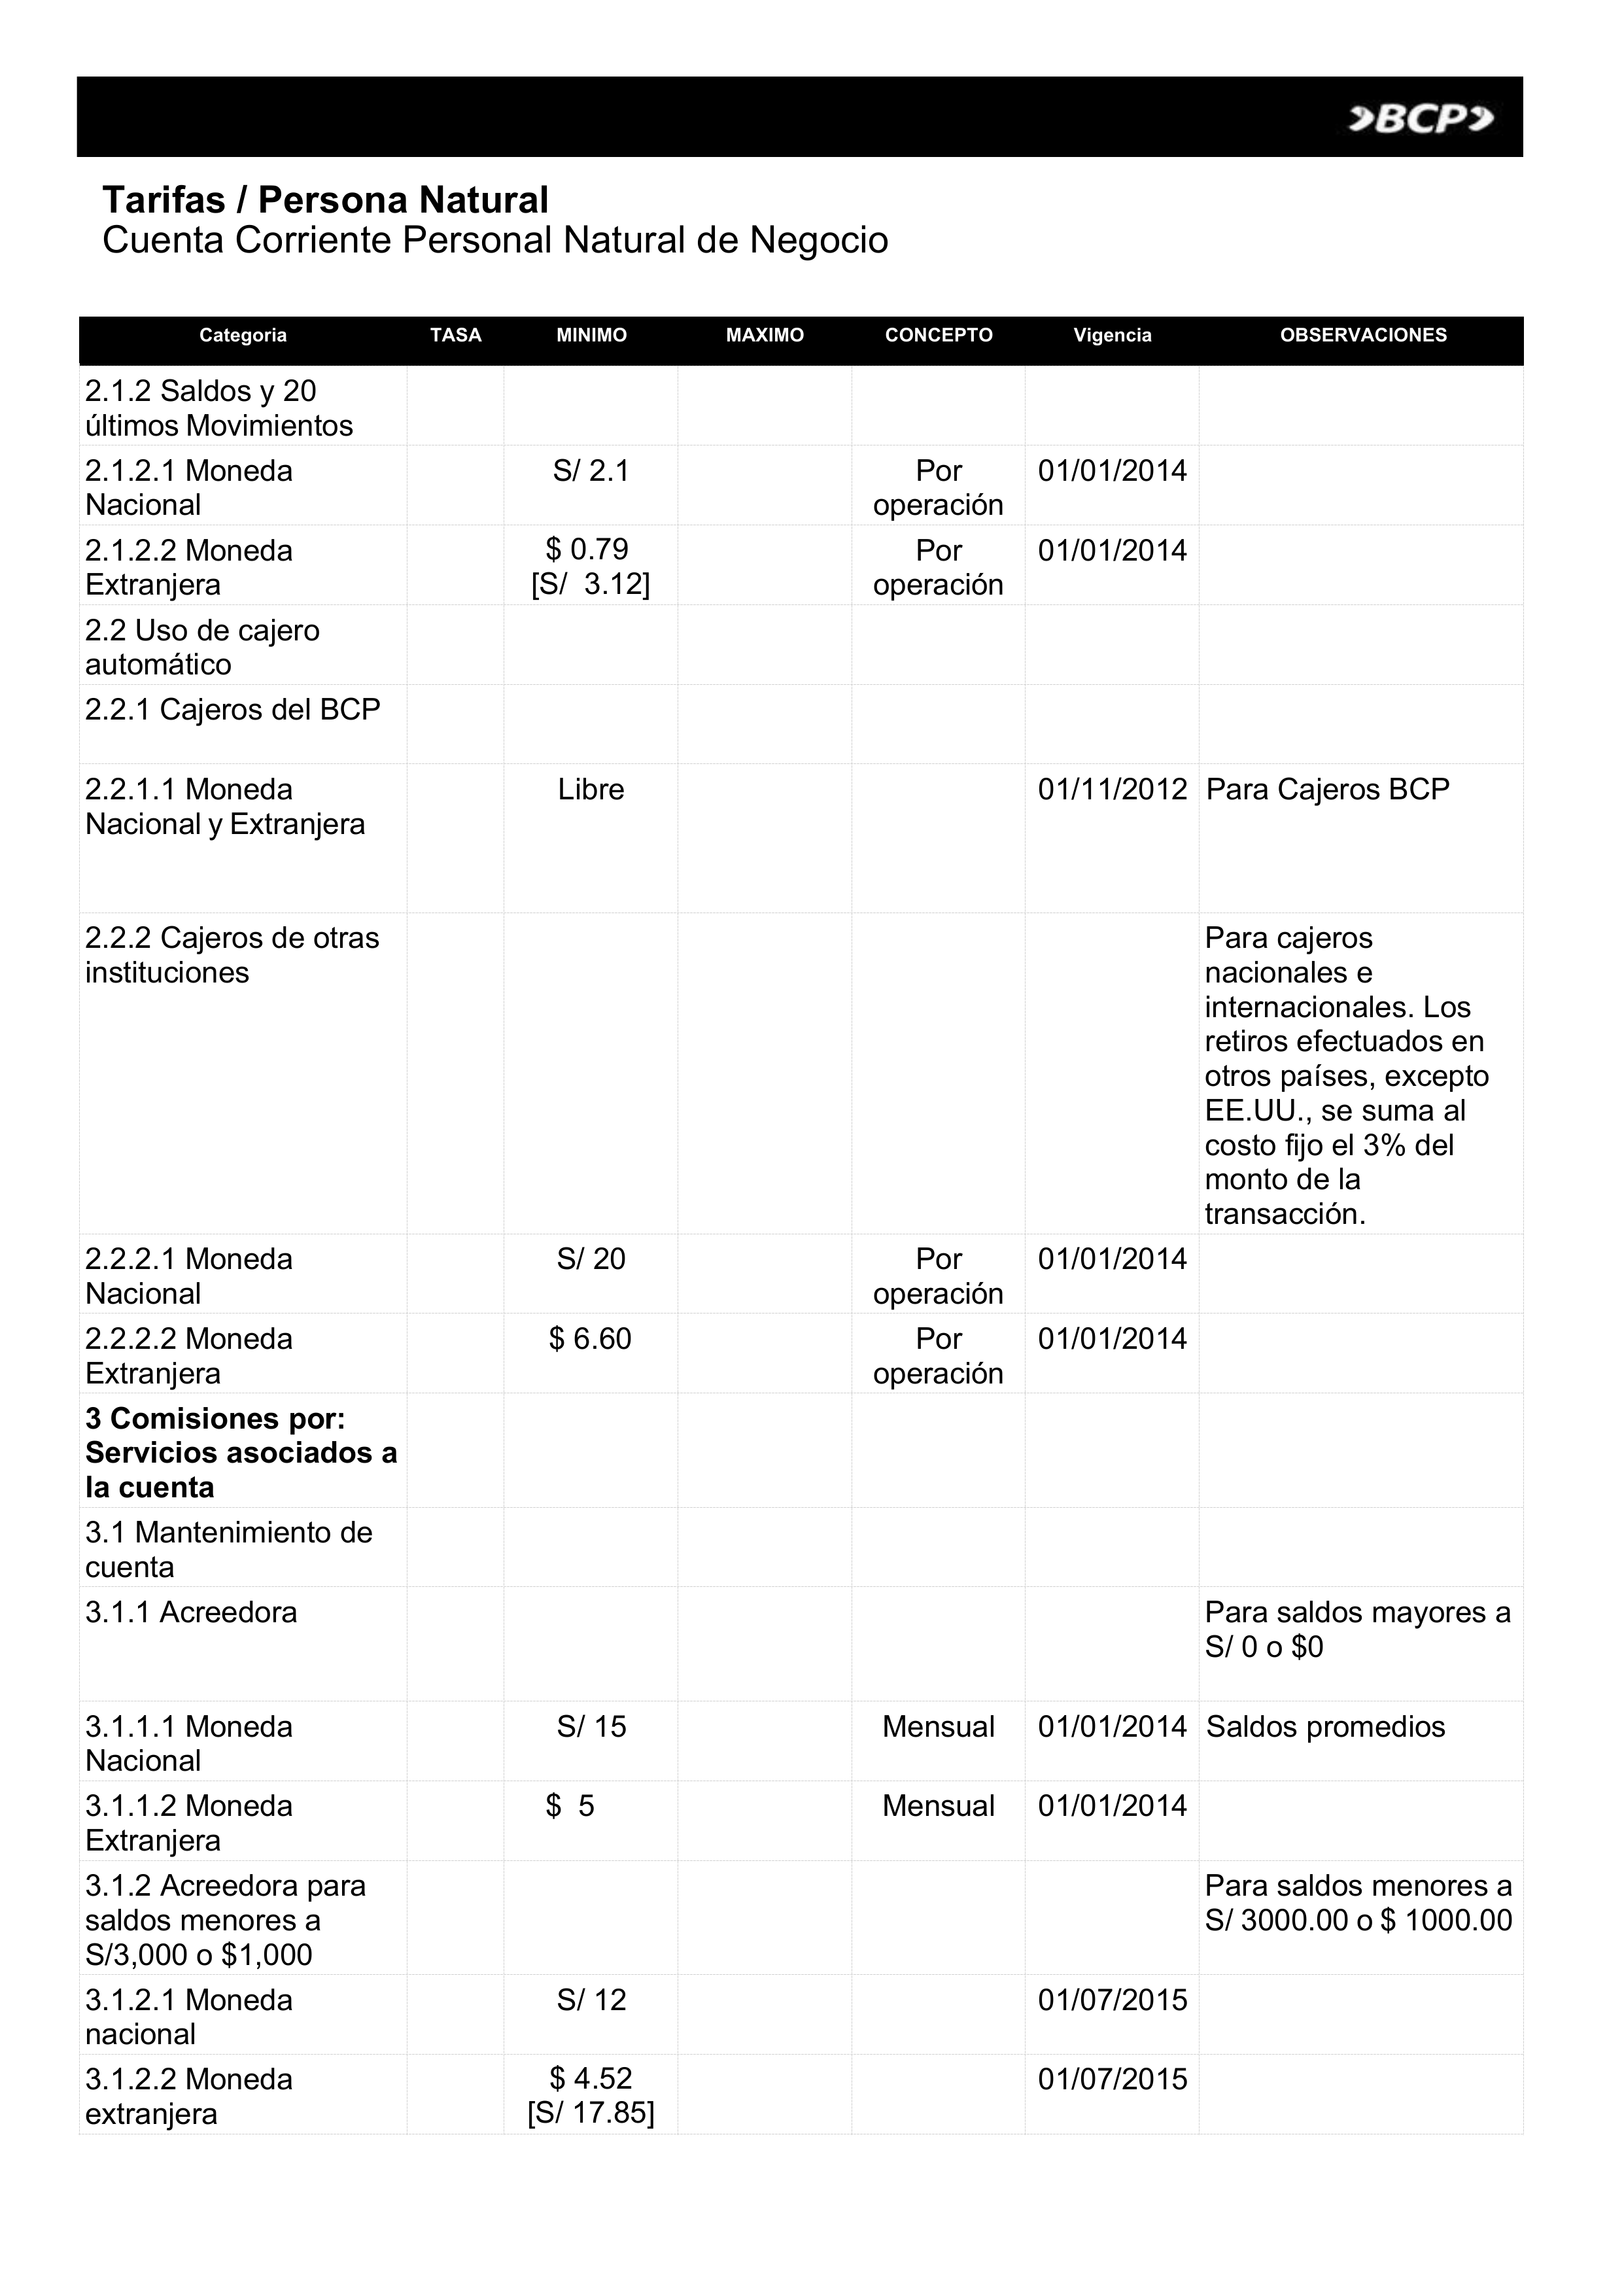 BCP
Tarifas / Persona Natural
Cuenta Corriente Personal Natural de Negocio
Categoria TASA MINIMO MAXIMO CONCEPTO Vigencia OBSERVACIONES
2.1.2 Saldos y 20
últimos Movimientos
2.1.2.1 Moneda S/ 2.1 Por 01/01/2014
Nacional operación
2.1.2.2 Moneda $ 0.79 Por 01/01/2014
Extranjera [S/  3.12] operación
2.2 Uso de cajero
automático
2.2.1 Cajeros del BCP
2.2.1.1 Moneda Libre 01/11/2012 Para Cajeros BCP
Nacional y Extranjera
2.2.2 Cajeros de otras Para cajeros
instituciones nacionales e
internacionales. Los
retiros efectuados en
otros países, excepto
EE.UU., se suma al
costo fijo el 3% del
monto de la
transacción.
2.2.2.1 Moneda S/ 20 Por 01/01/2014
Nacional operación
2.2.2.2 Moneda $ 6.60 Por 01/01/2014
Extranjera operación
3 Comisiones por:
Servicios asociados a
la cuenta
3.1 Mantenimiento de
cuenta
3.1.1 Acreedora Para saldos mayores a
S/ 0 o $0
3.1.1.1 Moneda S/ 15 Mensual 01/01/2014 Saldos promedios
Nacional
3.1.1.2 Moneda $  5 Mensual 01/01/2014
Extranjera
3.1.2 Acreedora para Para saldos menores a
saldos menores a S/ 3000.00 o $ 1000.00
S/3,000 o $1,000
3.1.2.1 Moneda S/ 12 01/07/2015
nacional
3.1.2.2 Moneda $ 4.52 01/07/2015
extranjera [S/ 17.85]